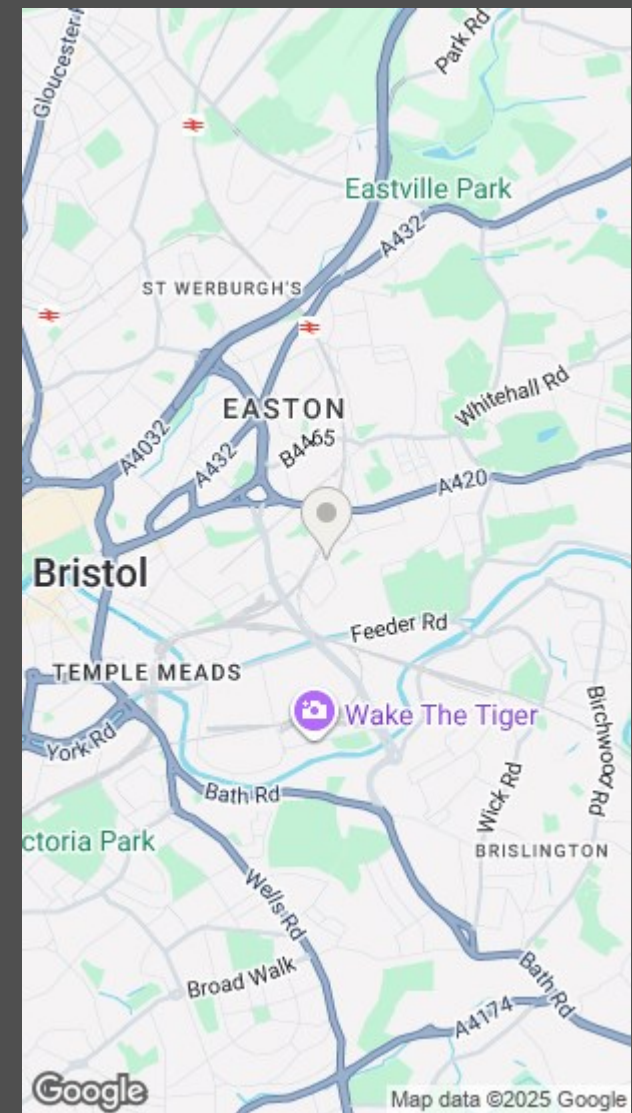 Gloucester R
Park Rd
Eastville Park
A432
ST WERBURGH'S
Whitehall Rd
EASTON
B4465
A4032
A432
A420
Bristol
Feeder Rd
TEMPLE MEADS
Wake The Tiger
Birchwood Rd
York Rd
Bath Rd
Wick Rd
ctoria Park
BRISLINGTON
Wells Rd
Broad Walk
Bath Rd
A4174
Google
Map data ©2025 Google